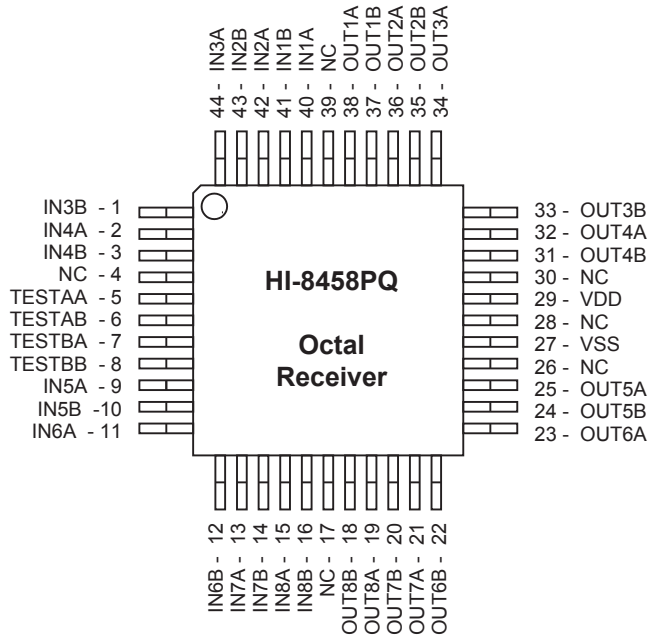 44 - IN3A
43 - IN2B
42 - IN2A
41 - IN1B
40 - IN1A
39 - NC
38 - OUT1A
37 - OUT1B
36 - OUT2A
35 - OUT2B
34 - OUT3A
IN3B - 1
IN4A - 2
IN4B - 3
NC - 4
TESTAA - 5
TESTAB - 6
TESTBA - 7
TESTBB - 8
IN5A - 9
IN5B -10
IN6A - 11
HI-8458PQ
Octal
Receiver
33 - OUT3B
32 - OUT4A
31 - OUT4B
30 - NC
29 - VDD
28 - NC
27 - VSS
26 - NC
25 - OUT5A
24 - OUT5B
23 - OUT6A
IN6B - 12
IN7A - 13
IN7B - 14
IN8A - 15
IN8B - 16
NC - 17
OUT8B - 18
OUT8A - 19
OUT7B - 20
OUT7A - 21
OUT6B - 22